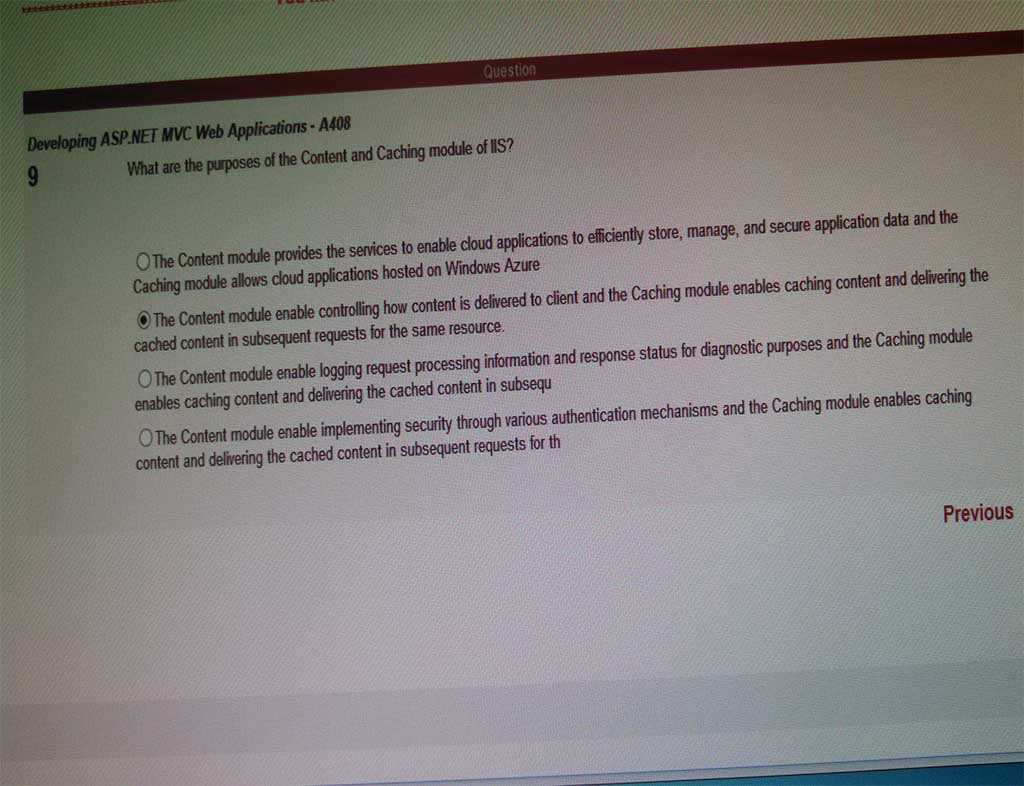 Question
Developing ASP.NET MVC Web Applications - A408
9 What are the purposes of the Content and Caching module of IIS?
The Content module provides the services to enable cloud applications to efficiently store, manage, and secure application data and the
Caching module allows cloud applications hosted on Windows Azure
The Content module enable controlling how content is delivered to client and the Caching module enables caching content and delivering the
cached content in subsequent requests for the same resource.
The Content module enable logging request processing information and response status for diagnostic purposes and the Caching module
enables caching content and delivering the cached content in subsequ
The Content module enable implementing security through various authentication mechanisms and the Caching module enables caching
content and delivering the cached content in subsequent requests for th
Previous